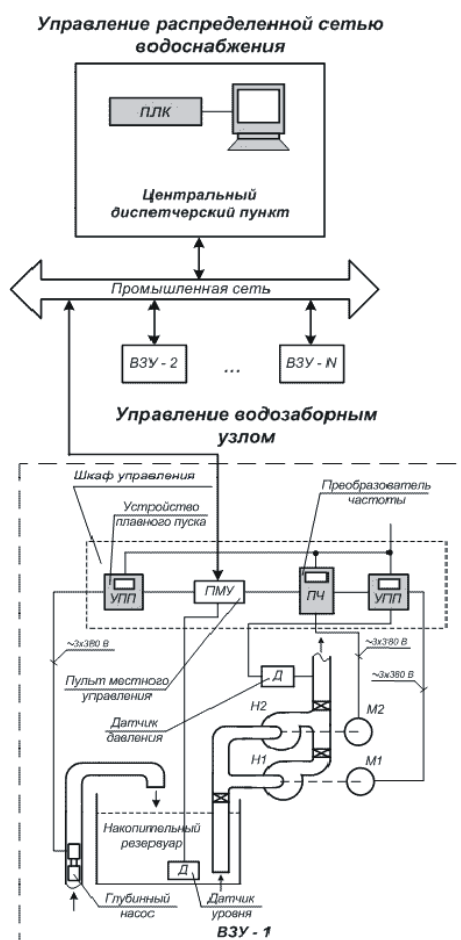 Управление распределенной сетью
водоснабжения
ПЛК
Центральный
диспетчерский пункт
Промышленная сеть
ВЗУ - 2
...
ВЗУ - N
Управление водозаборным
узлом
Шкаф управления
Преобразователь
частоты
Устройство
плавного пуска
УПП
ПМУ
ПЧ
УПП
~3х380 В
~3х380 В
~3х380 В
Пульт местного
управления
Д
Датчик
давления
Н2
М2
Н1
М1
Накопительный
резервуар
Д
Глубинный
насос
Датчик
уровня
ВЗУ - 1